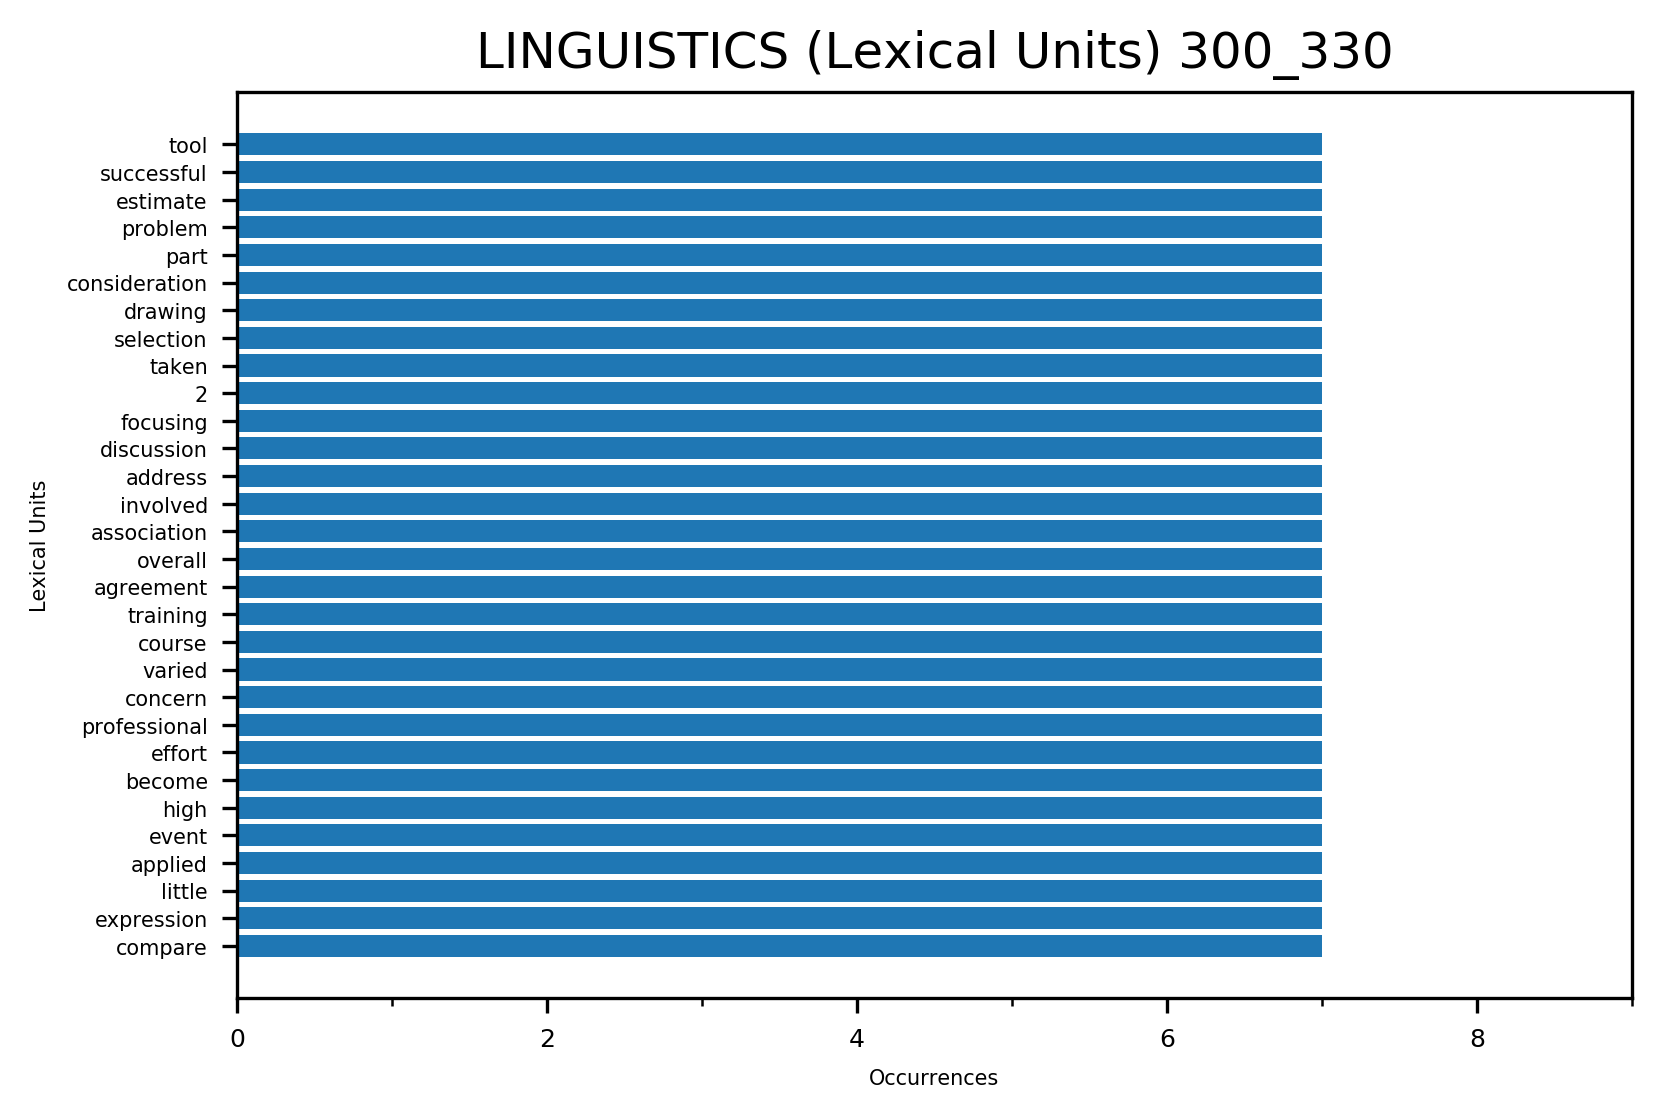 LINGUISTICS (Lexical Units) 300_330
tool
successful
estimate
problem
part
consideration
drawing
selection
taken
2
focusing
discussion
address
involved
association
overall
agreement
training
course
varied
concern
professional
effort
become
high
event
applied
little
expression
compare
Lexical Units
0 2 4 6 8
Occurrences